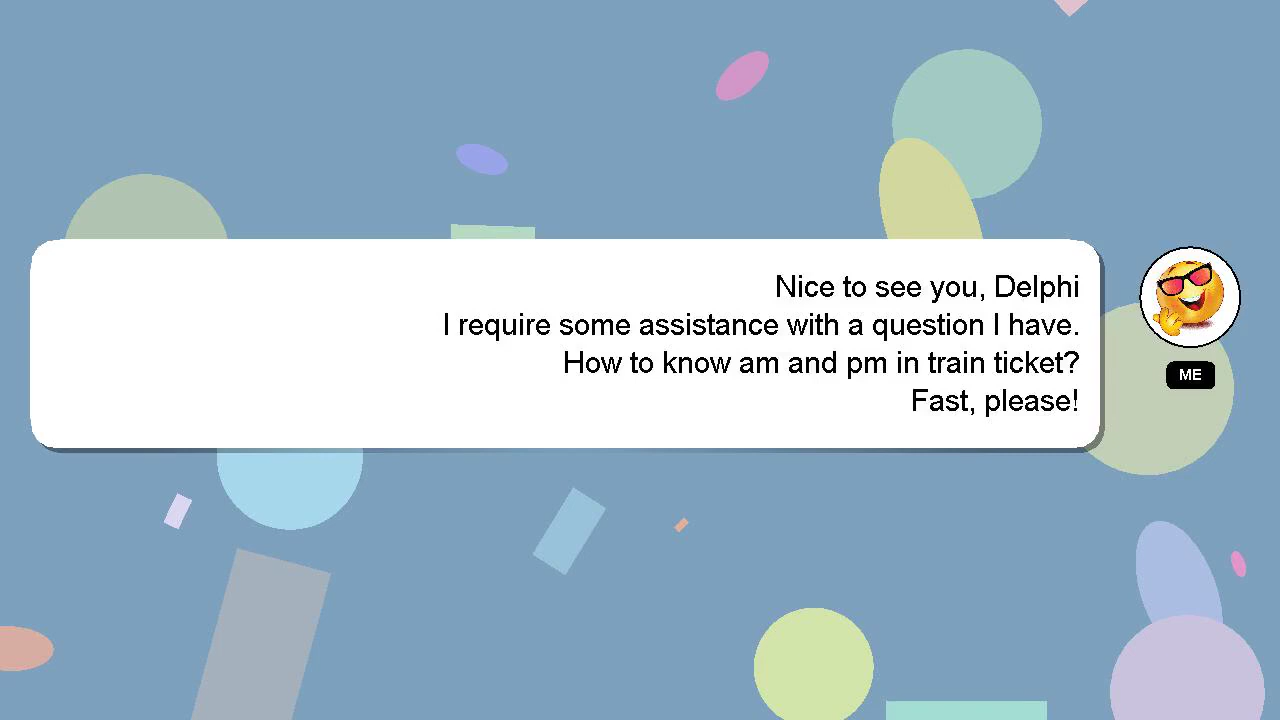 Nice to see you, Delphi
I require some assistance with a question I have.
How to know am and pm in train ticket?
Fast, please!
ME